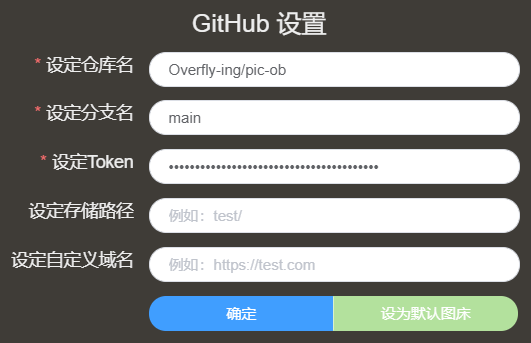 GitHub 设置
* 设定仓库名 Overfly-ing/pic-ob
* 设定分支名 main
* 设定Token ••••••••••••••••••••••••••••••••••••••••
设定存储路径 例如：test/
设定自定义域名 例如：https://test.com
确定 设为默认图床